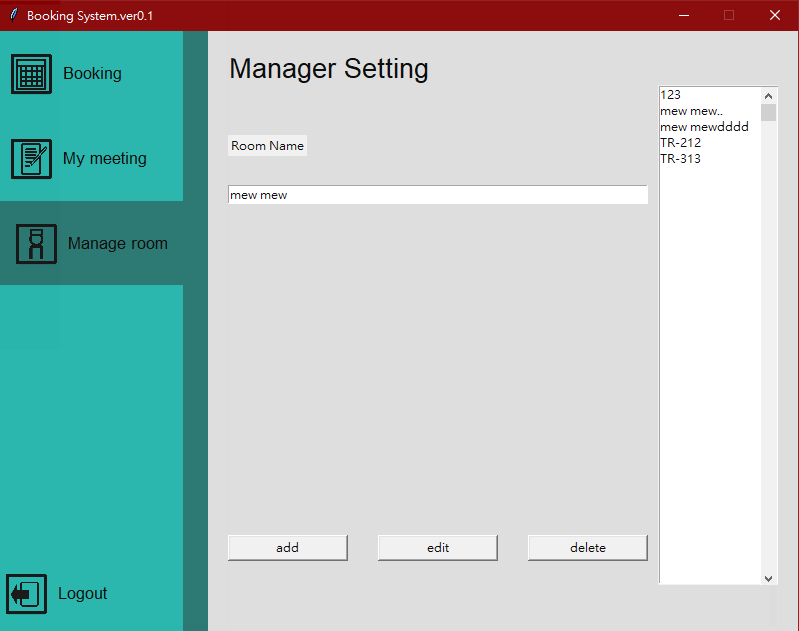 Booking System.ver0.1
Booking
My meeting
Manage room
Logout
Manager Setting
Room Name
mew mew
add
edit
delete
123
mew mew..
mew mewdddd
TR-212
TR-313